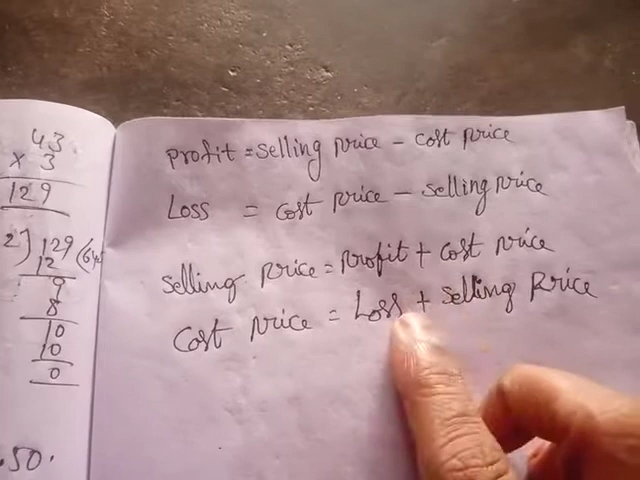 43
x 3
129
2) 129 (64
12
9
8
10
10
0
.50.
profit = selling price - cost price
Loss = cost price - selling price
selling price = profit + cost price
cost price = Loss + selling Price